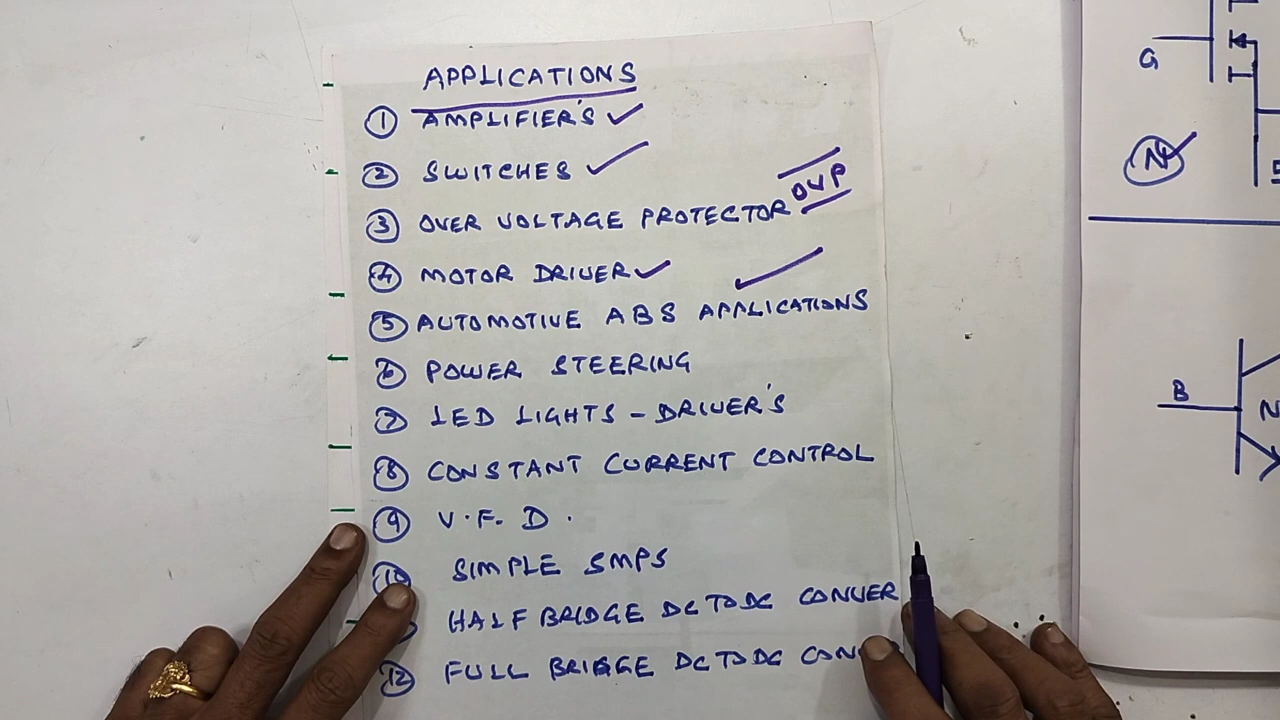 APPLICATIONS
① AMPLIFIER'S ✓
② SWITCHES ✓
③ OVER VOLTAGE PROTECTOR OVP
④ MOTOR DRIVER ✓
⑤ AUTOMOTIVE ABS APPLICATIONS ✓
⑥ POWER STEERING
⑦ LED LIGHTS - DRIVER'S
⑧ CONSTANT CURRENT CONTROL
⑨ V.F.D.
⑩ SIMPLE SMPS
HALF BRIDGE DC TO DC CONVER
⑫ FULL BRIDGE DC TO DC CON
G
N ✓
B
N